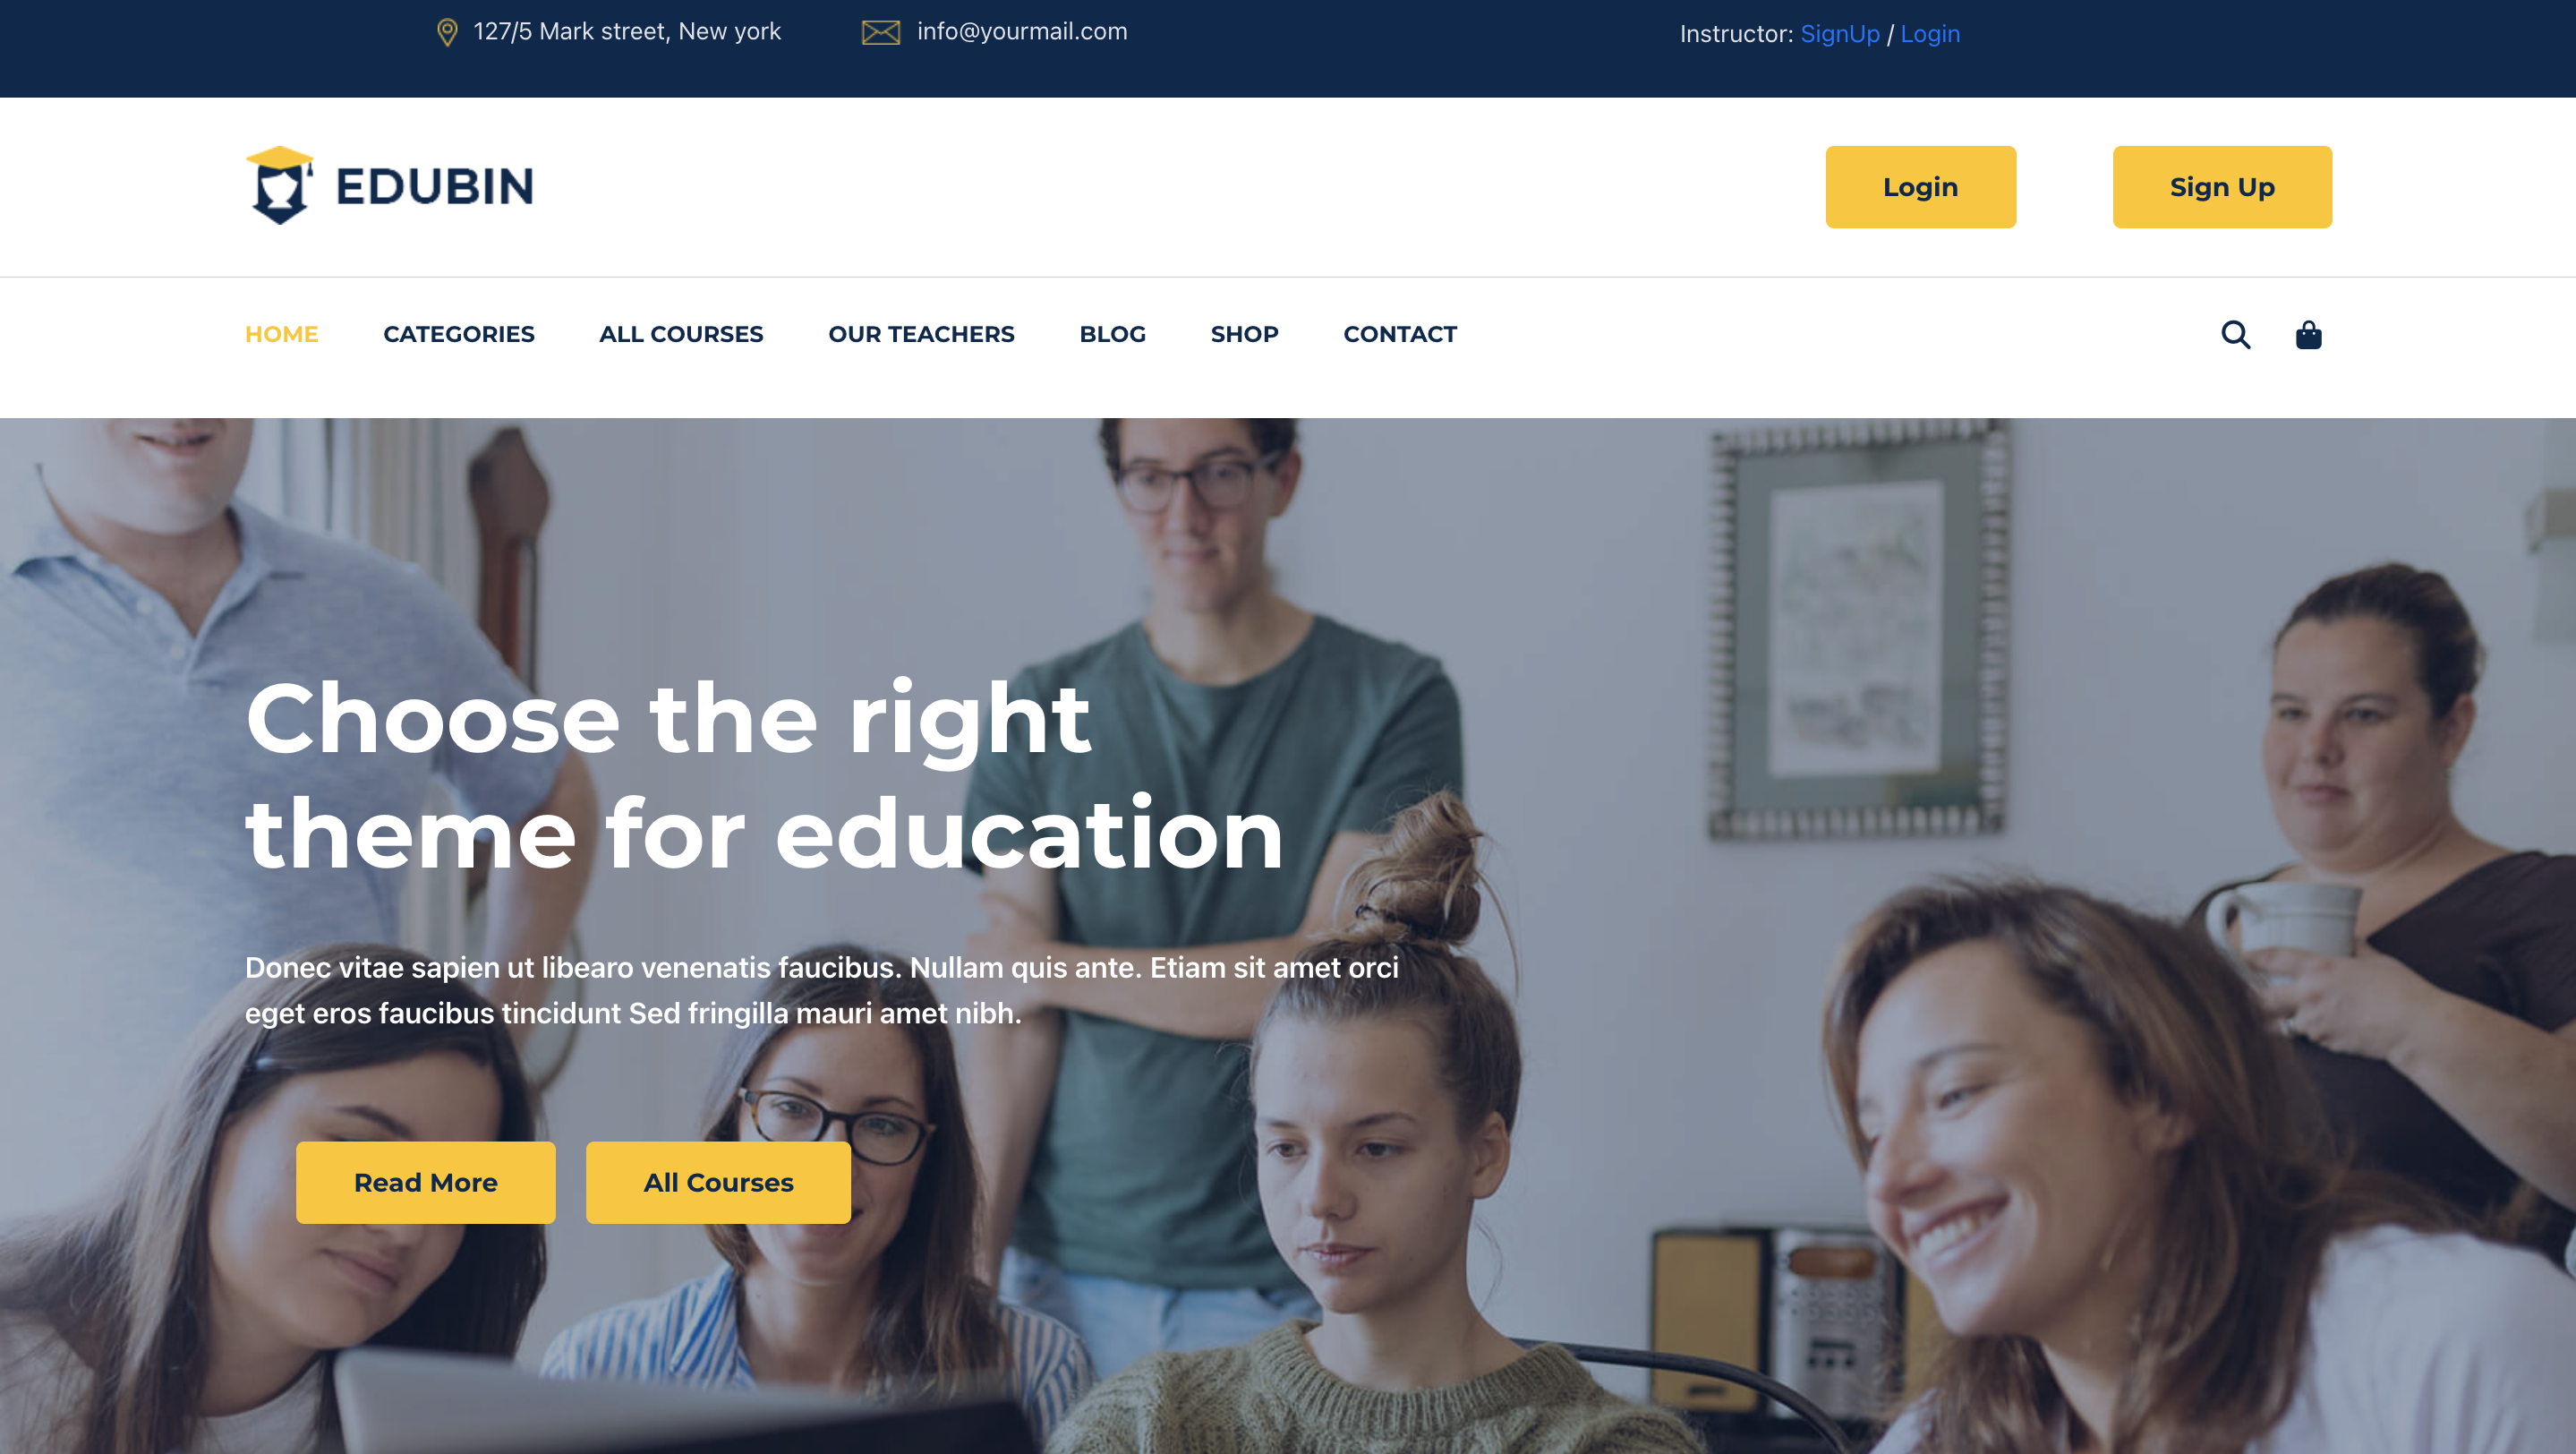 127/5 Mark street, New york
info@yourmail.com
Instructor: SignUp / Login
EDUBIN
Login
Sign Up
HOME
CATEGORIES
ALL COURSES
OUR TEACHERS
BLOG
SHOP
CONTACT
Choose the right
theme for education
Donec vitae sapien ut libearo venenatis faucibus. Nullam quis ante. Etiam sit amet orci
eget eros faucibus tincidunt Sed fringilla mauri amet nibh.
Read More
All Courses